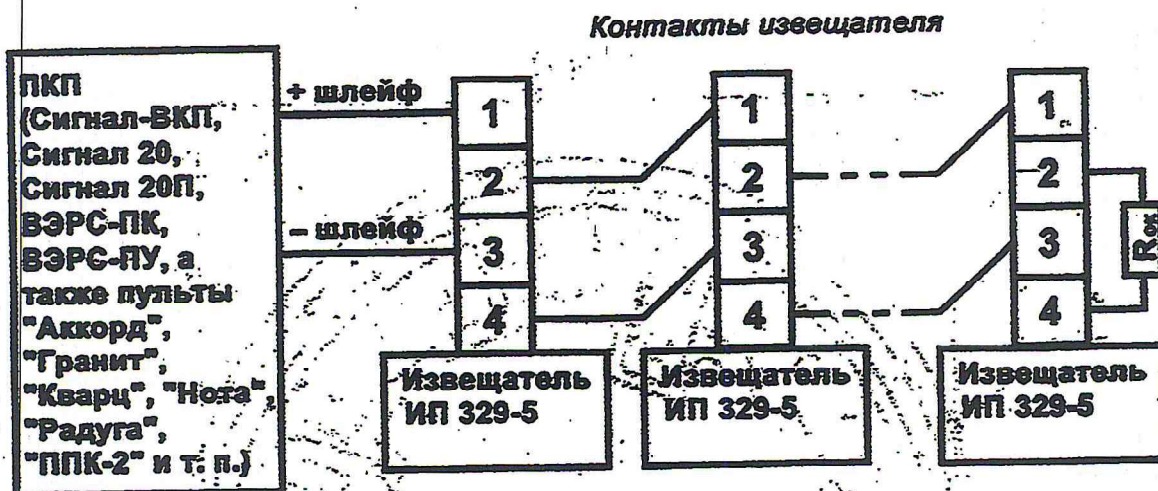 Контакты извещателя
ПКП
(Сигнал-ВКП,
Сигнал 20,
Сигнал 20П,
ВЭРС-ПК,
ВЭРС-ПУ, а
также пульты
"Аккорд",
"Гранит",
"Кварц", "Нота",
"Радуга",
"ППК-2" и т. п.)
+ шлейф
– шлейф
1
2
3
4
Извещатель
ИП 329-5
1
2
3
4
Извещатель
ИП 329-5
1
2
3
4
Извещатель
ИП 329-5
Rок